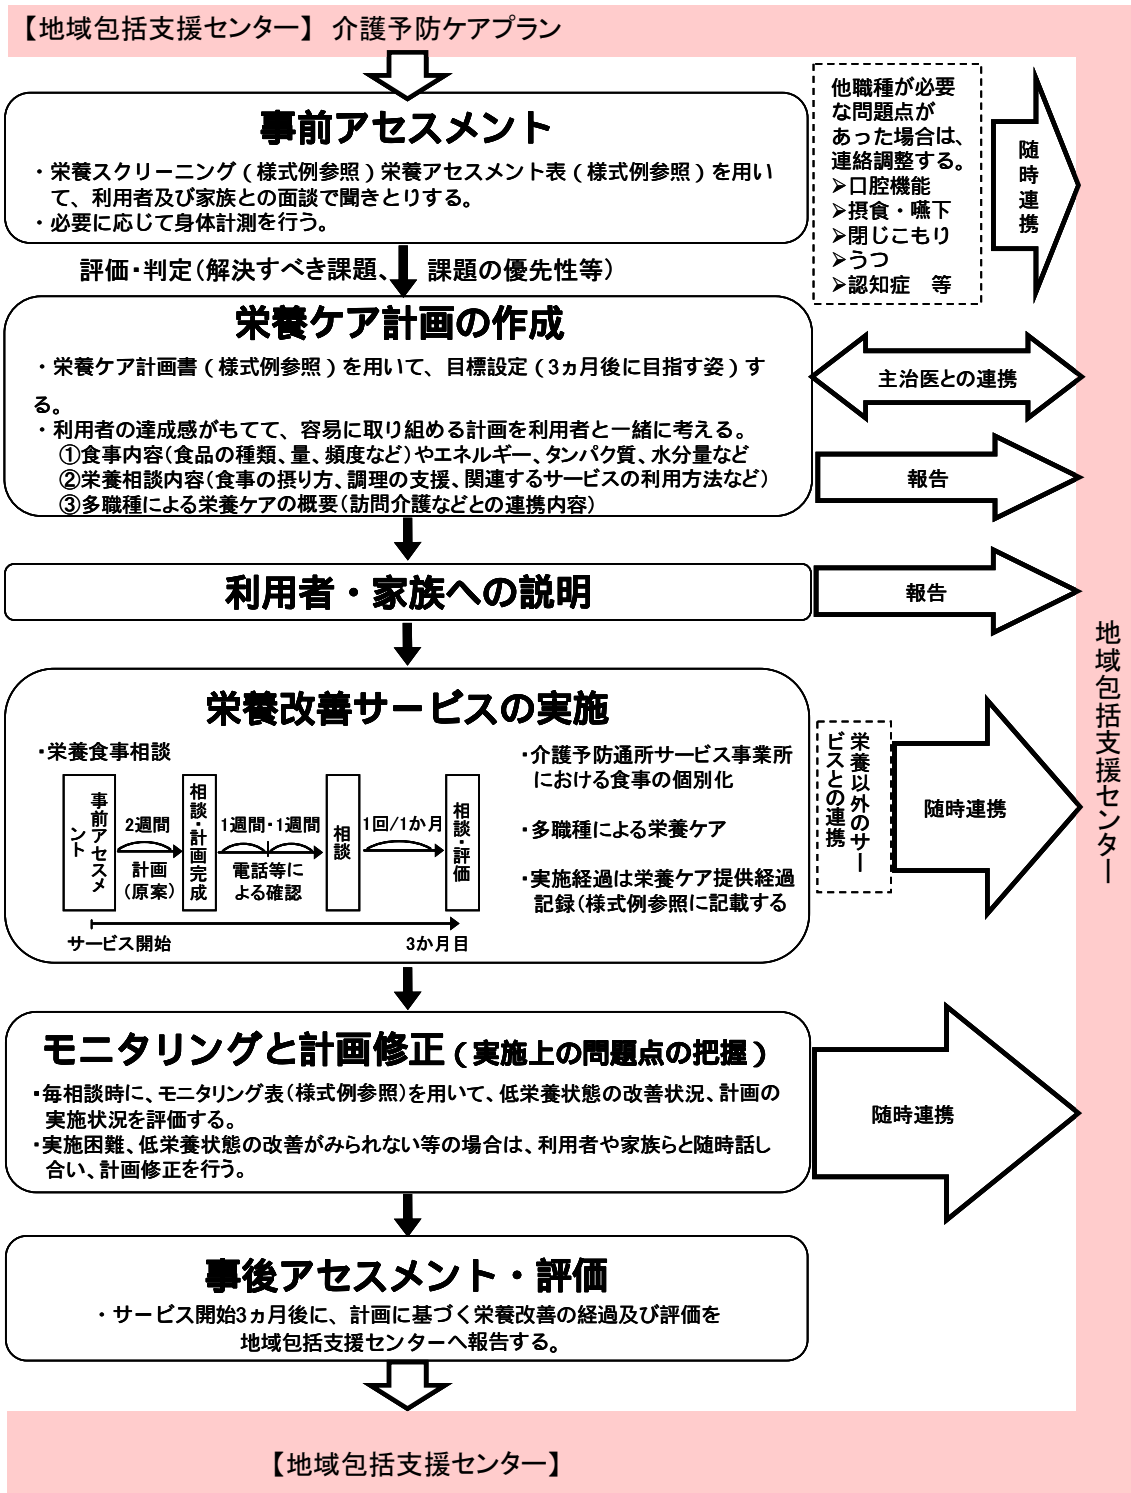 【地域包括支援センター】 介護予防ケアプラン
事前アセスメント
・栄養スクリーニング（様式例参照）栄養アセスメント表（様式例参照）を用い
て、利用者及び家族との面談で聞きとりする。
・必要に応じて身体計測を行う。
他職種が必要
な問題点が
あった場合は、
連絡調整する。
➢口腔機能
➢摂食・嚥下
➢閉じこもり
➢うつ
➢認知症　等
随時連携
評価・判定（解決すべき課題、 課題の優先性等）
栄養ケア計画の作成
・栄養ケア計画書（様式例参照）を用いて、目標設定（3ヵ月後に目指す姿）す
る。
・利用者の達成感がもてて、容易に取り組める計画を利用者と一緒に考える。
①食事内容（食品の種類、量、頻度など）やエネルギー、タンパク質、水分量など
②栄養相談内容（食事の摂り方、調理の支援、関連するサービスの利用方法など）
③多職種による栄養ケアの概要（訪問介護などとの連携内容）
主治医との連携
報告
利用者・家族への説明
報告
地域包括支援センター
栄養改善サービスの実施
・栄養食事相談
事前アセスメ
ント
2週間
計画
（原案）
相談・計画完成
1週間・1週間
電話等に
よる確認
相談
1回/1か月
相談・評価
サービス開始
3か月目
・介護予防通所サービス事業所
における食事の個別化
・多職種による栄養ケア
・実施経過は栄養ケア提供経過
記録（様式例参照に記載する
栄養以外のサー
ビスとの連携
随時連携
モニタリングと計画修正（実施上の問題点の把握）
・毎相談時に、モニタリング表（様式例参照）を用いて、低栄養状態の改善状況、計画の
実施状況を評価する。
・実施困難、低栄養状態の改善がみられない等の場合は、利用者や家族らと随時話し
合い、計画修正を行う。
随時連携
事後アセスメント・評価
・サービス開始3ヵ月後に、計画に基づく栄養改善の経過及び評価を
地域包括支援センターへ報告する。
【地域包括支援センター】